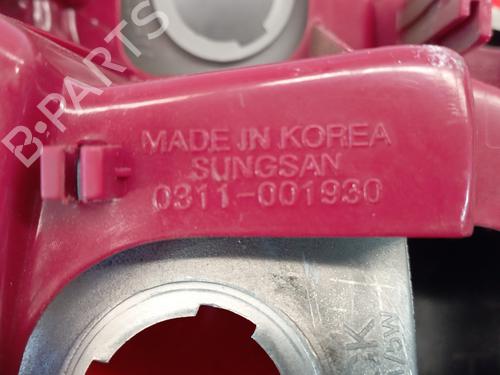 B-PARTS
MADE IN KOREA
SUNGSAN
0311-001930